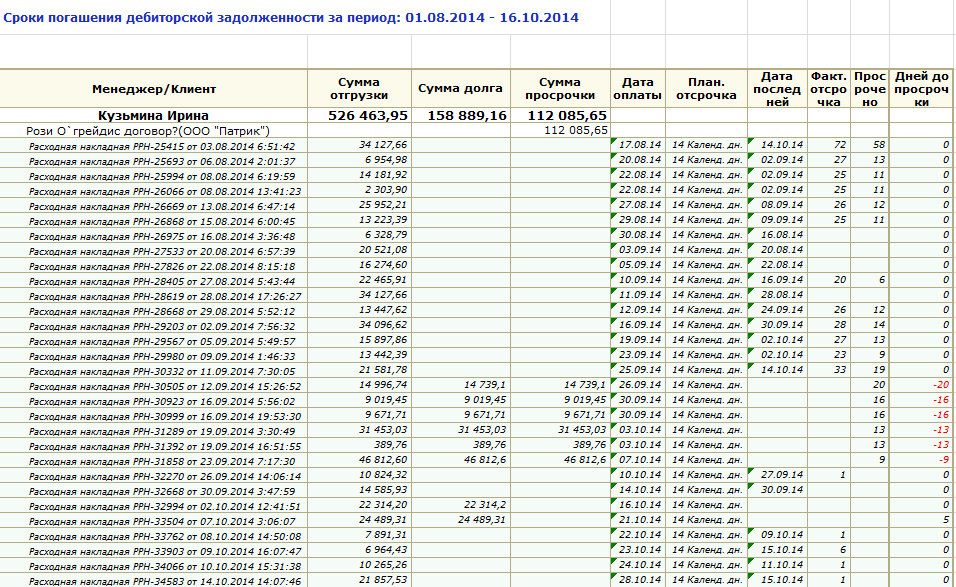 Сроки погашения дебиторской задолженности за период: 01.08.2014 - 16.10.2014
Менеджер/Клиент Сумма отгрузки Сумма долга Сумма просрочки Дата оплаты План. отсрочка Дата послед ней Факт. отсро чка Прос роче но Дней до просроч ки
Кузьмина Ирина 526 463,95 158 889,16 112 085,65
Рози О`грейдис договор?(ООО "Патрик") 112 085,65
Расходная накладная РРН-25415 от 03.08.2014 6:51:42 34 127,66 17.08.14 14 Календ. дн. 14.10.14 72 58 0
Расходная накладная РРН-25693 от 06.08.2014 2:01:37 6 954,98 20.08.14 14 Календ. дн. 02.09.14 27 13 0
Расходная накладная РРН-25994 от 08.08.2014 6:19:59 14 181,92 22.08.14 14 Календ. дн. 02.09.14 25 11 0
Расходная накладная РРН-26066 от 08.08.2014 13:41:23 2 303,90 22.08.14 14 Календ. дн. 02.09.14 25 11 0
Расходная накладная РРН-26669 от 13.08.2014 6:47:14 25 952,21 27.08.14 14 Календ. дн. 08.09.14 26 12 0
Расходная накладная РРН-26868 от 15.08.2014 6:00:45 13 223,39 29.08.14 14 Календ. дн. 09.09.14 25 11 0
Расходная накладная РРН-26975 от 16.08.2014 3:36:48 6 328,79 30.08.14 14 Календ. дн. 16.08.14 0
Расходная накладная РРН-27533 от 20.08.2014 6:57:39 20 521,08 03.09.14 14 Календ. дн. 20.08.14 0
Расходная накладная РРН-27826 от 22.08.2014 8:15:18 16 274,60 05.09.14 14 Календ. дн. 22.08.14 0
Расходная накладная РРН-28405 от 27.08.2014 5:43:44 22 465,91 10.09.14 14 Календ. дн. 16.09.14 20 6 0
Расходная накладная РРН-28619 от 28.08.2014 17:26:27 34 127,66 11.09.14 14 Календ. дн. 28.08.14 0
Расходная накладная РРН-28668 от 29.08.2014 5:52:12 13 447,62 12.09.14 14 Календ. дн. 24.09.14 26 12 0
Расходная накладная РРН-29203 от 02.09.2014 7:56:32 34 096,62 16.09.14 14 Календ. дн. 30.09.14 28 14 0
Расходная накладная РРН-29567 от 05.09.2014 5:49:57 15 897,86 19.09.14 14 Календ. дн. 02.10.14 27 13 0
Расходная накладная РРН-29980 от 09.09.2014 1:46:33 13 442,39 23.09.14 14 Календ. дн. 02.10.14 23 9 0
Расходная накладная РРН-30332 от 11.09.2014 7:30:05 21 581,78 25.09.14 14 Календ. дн. 14.10.14 33 19 0
Расходная накладная РРН-30505 от 12.09.2014 15:26:52 14 996,74 14 739,1 14 739,1 26.09.14 14 Календ. дн. 20 -20
Расходная накладная РРН-30923 от 16.09.2014 5:56:02 9 019,45 9 019,45 9 019,45 30.09.14 14 Календ. дн. 16 -16
Расходная накладная РРН-30999 от 16.09.2014 19:53:30 9 671,71 9 671,71 9 671,71 30.09.14 14 Календ. дн. 16 -16
Расходная накладная РРН-31289 от 19.09.2014 3:30:49 31 453,03 31 453,03 31 453,03 03.10.14 14 Календ. дн. 13 -13
Расходная накладная РРН-31392 от 19.09.2014 16:51:55 389,76 389,76 389,76 03.10.14 14 Календ. дн. 13 -13
Расходная накладная РРН-31858 от 23.09.2014 7:17:30 46 812,60 46 812,6 46 812,6 07.10.14 14 Календ. дн. 9 -9
Расходная накладная РРН-32270 от 26.09.2014 14:06:14 10 824,32 10.10.14 14 Календ. дн. 27.09.14 1 0
Расходная накладная РРН-32668 от 30.09.2014 3:47:59 14 585,93 14.10.14 14 Календ. дн. 30.09.14 0
Расходная накладная РРН-32994 от 02.10.2014 12:41:51 22 314,20 22 314,2 16.10.14 14 Календ. дн. 0
Расходная накладная РРН-33504 от 07.10.2014 3:06:07 24 489,31 24 489,31 21.10.14 14 Календ. дн. 5
Расходная накладная РРН-33762 от 08.10.2014 14:50:08 7 891,31 22.10.14 14 Календ. дн. 09.10.14 1 0
Расходная накладная РРН-33903 от 09.10.2014 16:07:47 6 964,43 23.10.14 14 Календ. дн. 15.10.14 6 0
Расходная накладная РРН-34066 от 10.10.2014 15:31:38 10 265,26 24.10.14 14 Календ. дн. 11.10.14 1 0
Расходная накладная РРН-34583 от 14.10.2014 14:07:46 21 857,53 28.10.14 14 Календ. дн. 15.10.14 1 0